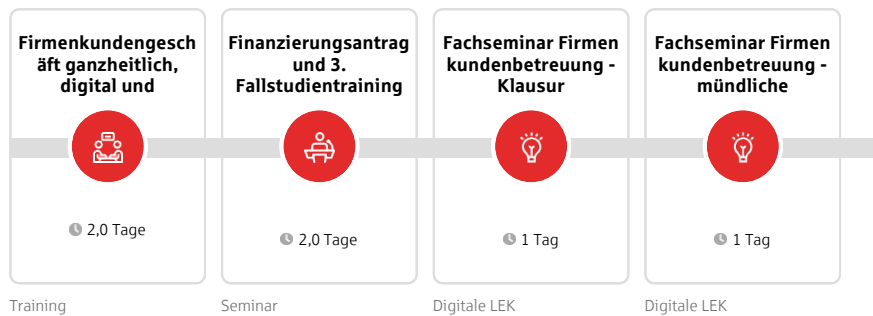 Firmenkundengesch
äft ganzheitlich,
digital und
2,0 Tage
Training
Finanzierungsantrag
und 3.
Fallstudientraining
2,0 Tage
Seminar
Fachseminar Firmen
kundenbetreuung -
Klausur
1 Tag
Digitale LEK
Fachseminar Firmen
kundenbetreuung -
mündliche
1 Tag
Digitale LEK